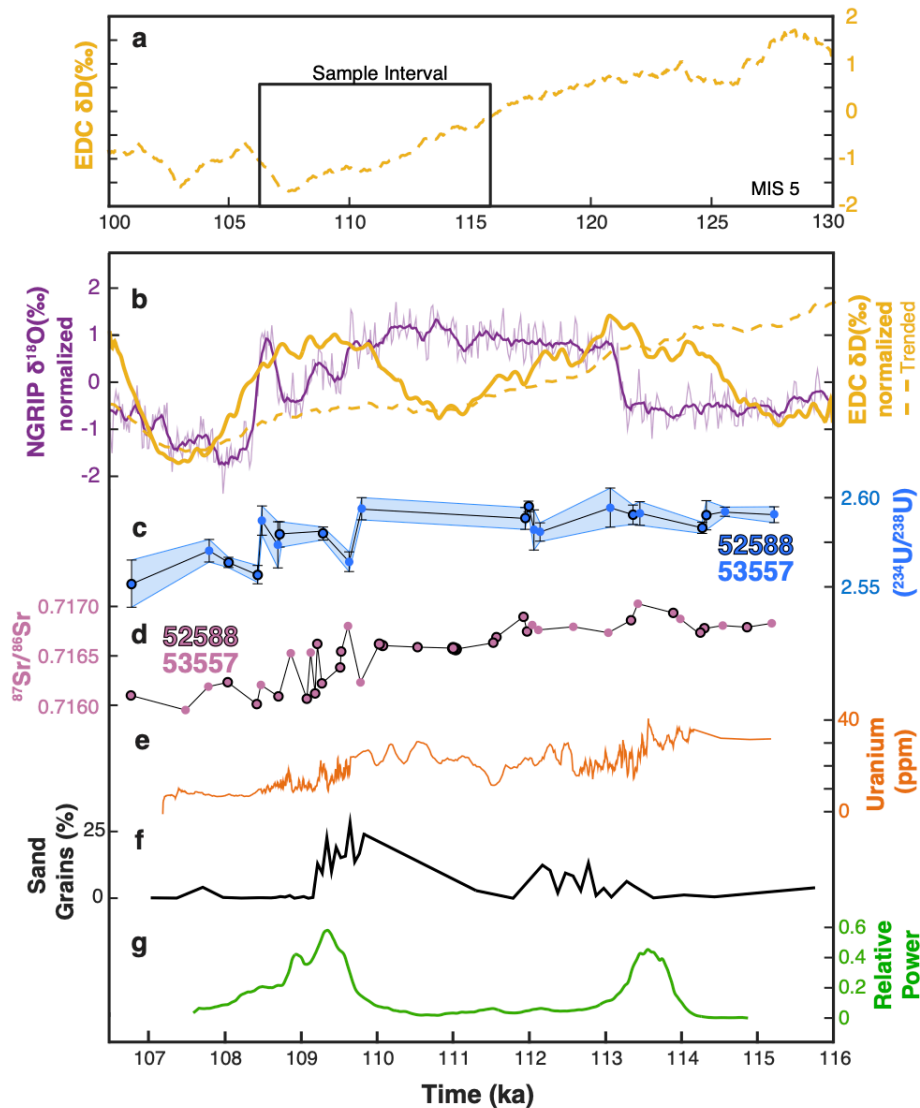 a
Sample Interval
MIS 5
EDC δD(‰)
2
1
0
-1
-2
100
105
110
115
120
125
130
b
NGRIP δ¹⁸O(‰)
normalized
2
1
0
-1
-2
EDC δD(‰)
normalized
– – Trended
c
52588
53557
2.60
2.55
(²³⁴U/²³⁸U)
d
52588
53557
⁸⁷Sr/⁸⁶Sr
0.7170
0.7165
0.7160
e
40
20
0
Uranium
(ppm)
f
Sand
Grains (%)
25
0
g
0.6
0.4
0.2
0
Relative
Power
107
108
109
110
111
112
113
114
115
116
Time (ka)